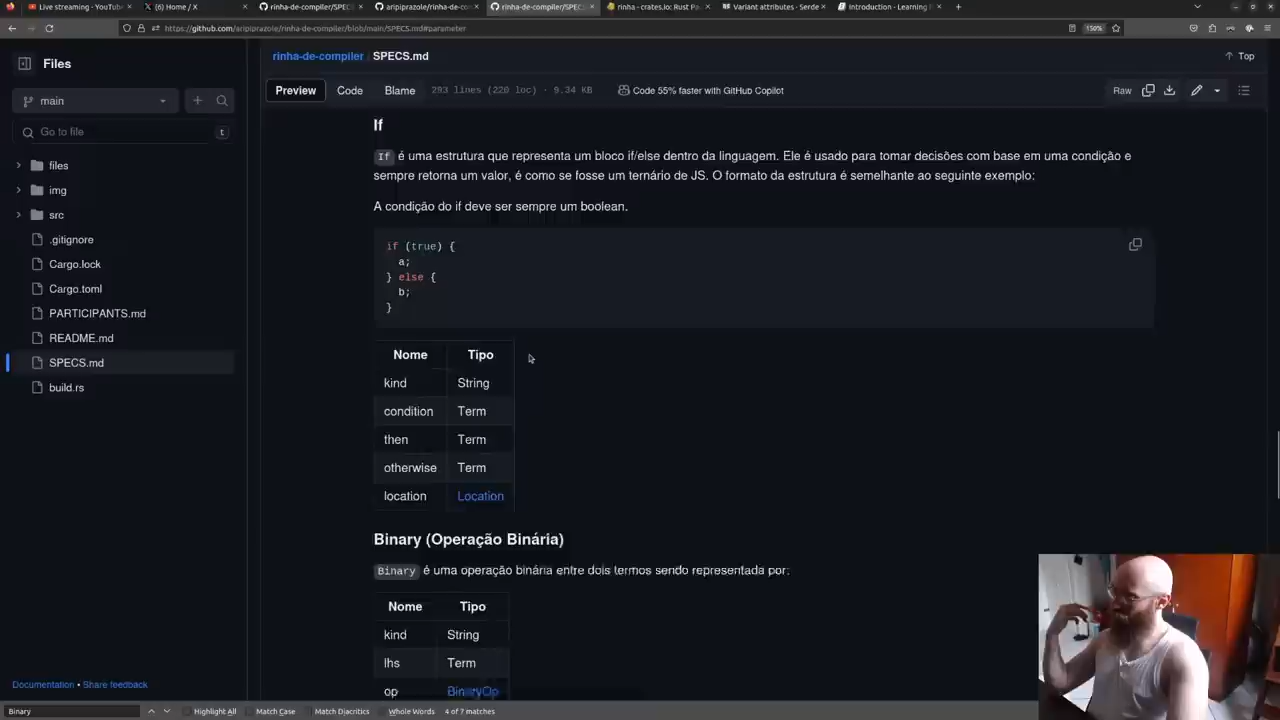 Live streaming - YouTube
Home / X
rinha-de-compiler/SPEC
aripiprazole/rinha-de-co
rinha-de-compiler/SPEC
rinha - crates.io: Rust Pa
Variant attributes · Serde
Introduction - Learning
https://github.com/aripiprazole/rinha-de-compiler/blob/main/SPECS.md#parameter
150%
Files
rinha-de-compiler / SPECS.md
Top
main
Preview
Code
Blame
293 lines (220 loc) · 9.34 KB
Code 55% faster with GitHub Copilot
Raw
Go to file
t
files
img
src
.gitignore
Cargo.lock
Cargo.toml
PARTICIPANTS.md
README.md
SPECS.md
build.rs
If
If é uma estrutura que representa um bloco if/else dentro da linguagem. Ele é usado para tomar decisões com base em uma condição e
sempre retorna um valor, é como se fosse um ternário de JS. O formato da estrutura é semelhante ao seguinte exemplo:
A condição do if deve ser sempre um boolean.
if (true) {
a;
} else {
b;
}
Nome Tipo
kind String
condition Term
then Term
otherwise Term
location Location
Binary (Operação Binária)
Binary é uma operação binária entre dois termos sendo representada por:
Nome Tipo
kind String
lhs Term
op BinaryOp
Documentation • Share feedback
Binary
Highlight All
Match Case
Match Diacritics
Whole Words
4 of 7 matches